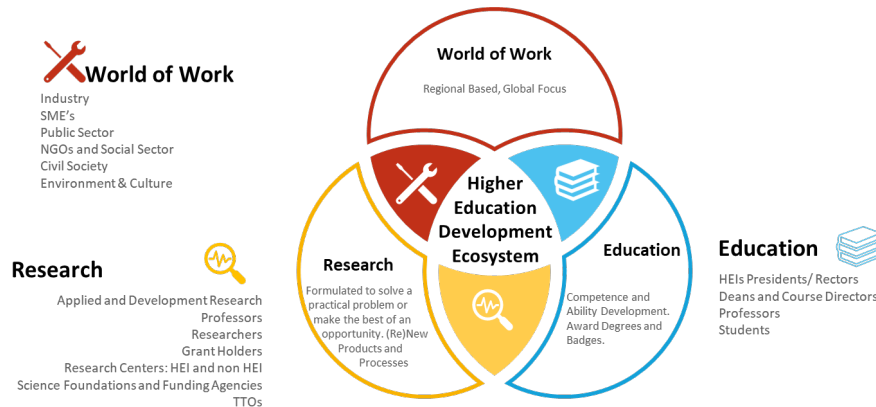 World of Work
Industry
SME's
Public Sector
NGOs and Social Sector
Civil Society
Environment & Culture
World of Work
Regional Based, Global Focus
Higher
Education
Development
Ecosystem
Research
Formulated to solve a
practical problem or
make the best of an
opportunity. (Re)New
Products and
Processes
Education
Competence and
Ability Development.
Award Degrees and
Badges.
Research
Applied and Development Research
Professors
Researchers
Grant Holders
Research Centers: HEI and non HEI
Science Foundations and Funding Agencies
TTOs
Education
HEIs Presidents/ Rectors
Deans and Course Directors
Professors
Students